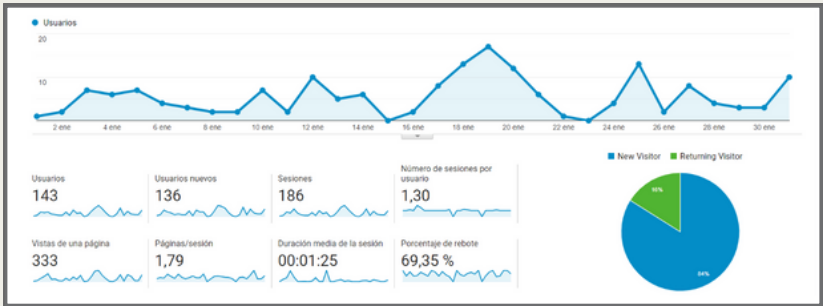 Usuarios
20
10
2 ene 4 ene 6 ene 8 ene 10 ene 12 ene 14 ene 16 ene 18 ene 20 ene 22 ene 24 ene 26 ene 28 ene 30 ene
New Visitor Returning Visitor
Usuarios
143
Usuarios nuevos
136
Sesiones
186
Número de sesiones por
usuario
1,30
Vistas de una página
333
Páginas/sesión
1,79
Duración media de la sesión
00:01:25
Porcentaje de rebote
69,35 %
16%
84%